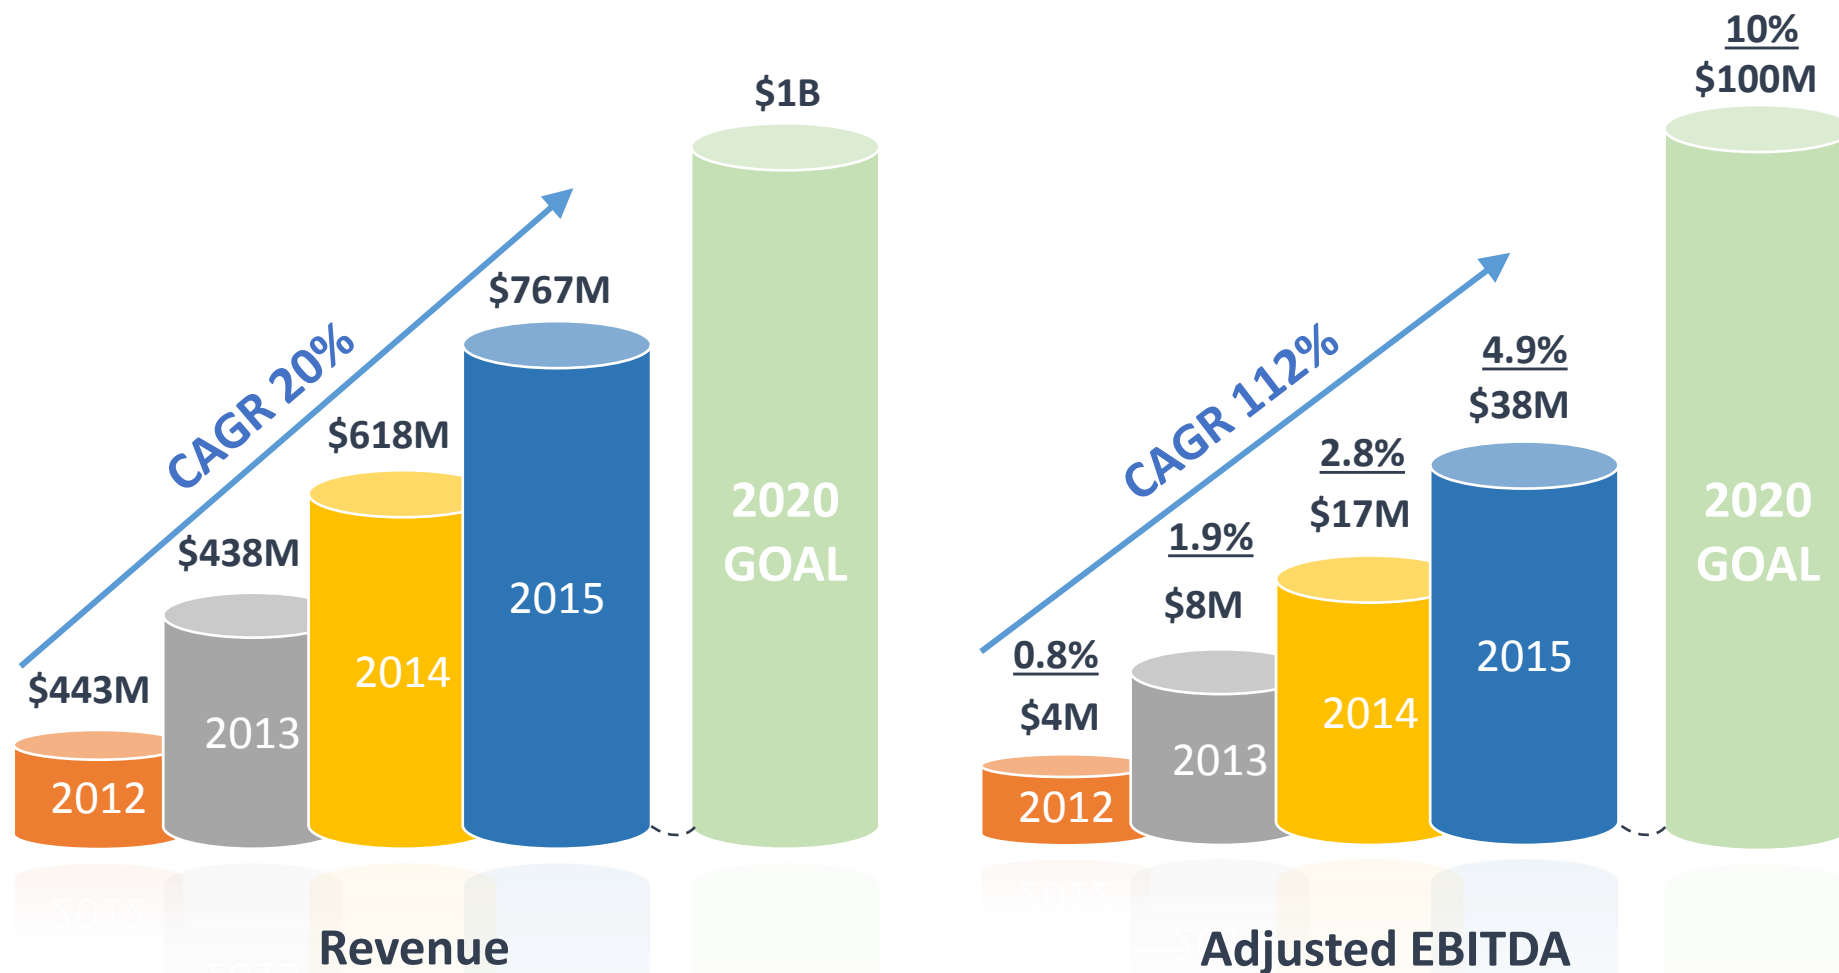 $1B
$767M
CAGR 20%
$618M
$438M
$443M
2012
2013
2014
2015
2020
GOAL
Revenue
10%
$100M
4.9%
$38M
CAGR 112%
2.8%
$17M
1.9%
$8M
0.8%
$4M
2012
2013
2014
2015
2020
GOAL
Adjusted EBITDA